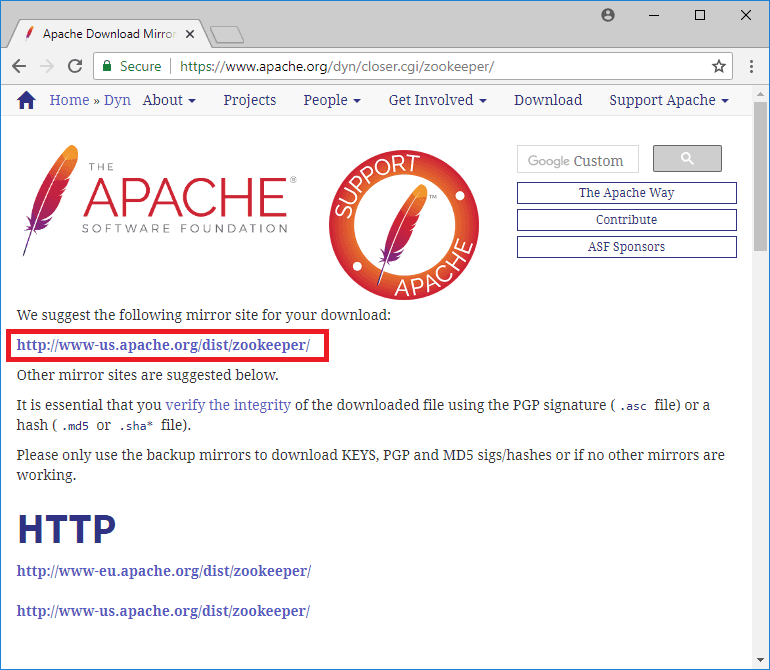 Apache Download Mirror
Secure https://www.apache.org/dyn/closer.cgi/zookeeper/
Home » Dyn About Projects People Get Involved Download Support Apache
THE
APACHE®
SOFTWARE FOUNDATION
SUPPORT
APACHE
TM
Google Custom
The Apache Way
Contribute
ASF Sponsors
We suggest the following mirror site for your download:
http://www-us.apache.org/dist/zookeeper/
Other mirror sites are suggested below.
It is essential that you verify the integrity of the downloaded file using the PGP signature ( .asc file) or a
hash ( .md5 or .sha* file).
Please only use the backup mirrors to download KEYS, PGP and MD5 sigs/hashes or if no other mirrors are
working.
HTTP
http://www-eu.apache.org/dist/zookeeper/
http://www-us.apache.org/dist/zookeeper/